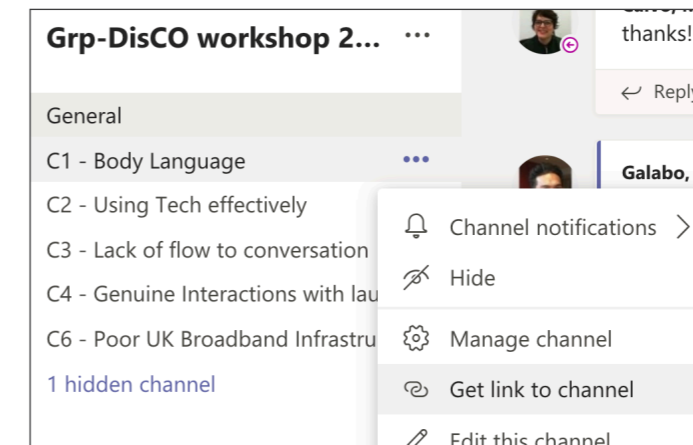 Grp-DisCO workshop 2... ...
thanks!
Reply
General
C1 - Body Language
Galabo,
C2 - Using Tech effectively
Channel notifications
C3 - Lack of flow to conversation
Hide
C4 - Genuine Interactions with lau
C6 - Poor UK Broadband Infrastru
Manage channel
1 hidden channel
Get link to channel
Edit this channel